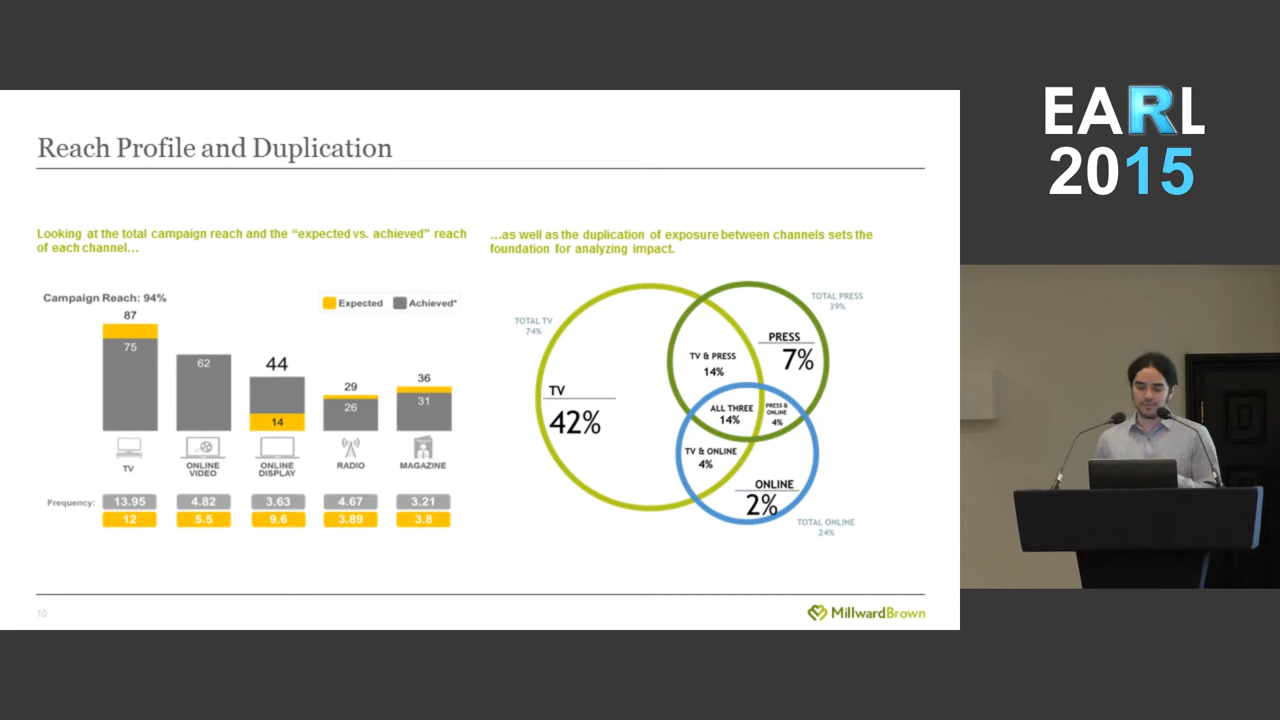 EARL
2015
Reach Profile and Duplication
Looking at the total campaign reach and the “expected vs. achieved” reach
of each channel…
Campaign Reach: 94%
Expected
Achieved*
87
75
62
44
14
29
26
36
31
TV
ONLINE
VIDEO
ONLINE
DISPLAY
RADIO
MAGAZINE
Frequency:
13.95
4.82
3.63
4.67
3.21
12
5.5
9.6
3.89
3.8
…as well as the duplication of exposure between channels sets the
foundation for analyzing impact.
TOTAL TV
74%
TOTAL PRESS
39%
PRESS
7%
TV & PRESS
14%
TV
42%
ALL THREE
14%
PRESS &
ONLINE
4%
TV & ONLINE
4%
ONLINE
2%
TOTAL ONLINE
24%
10
MillwardBrown